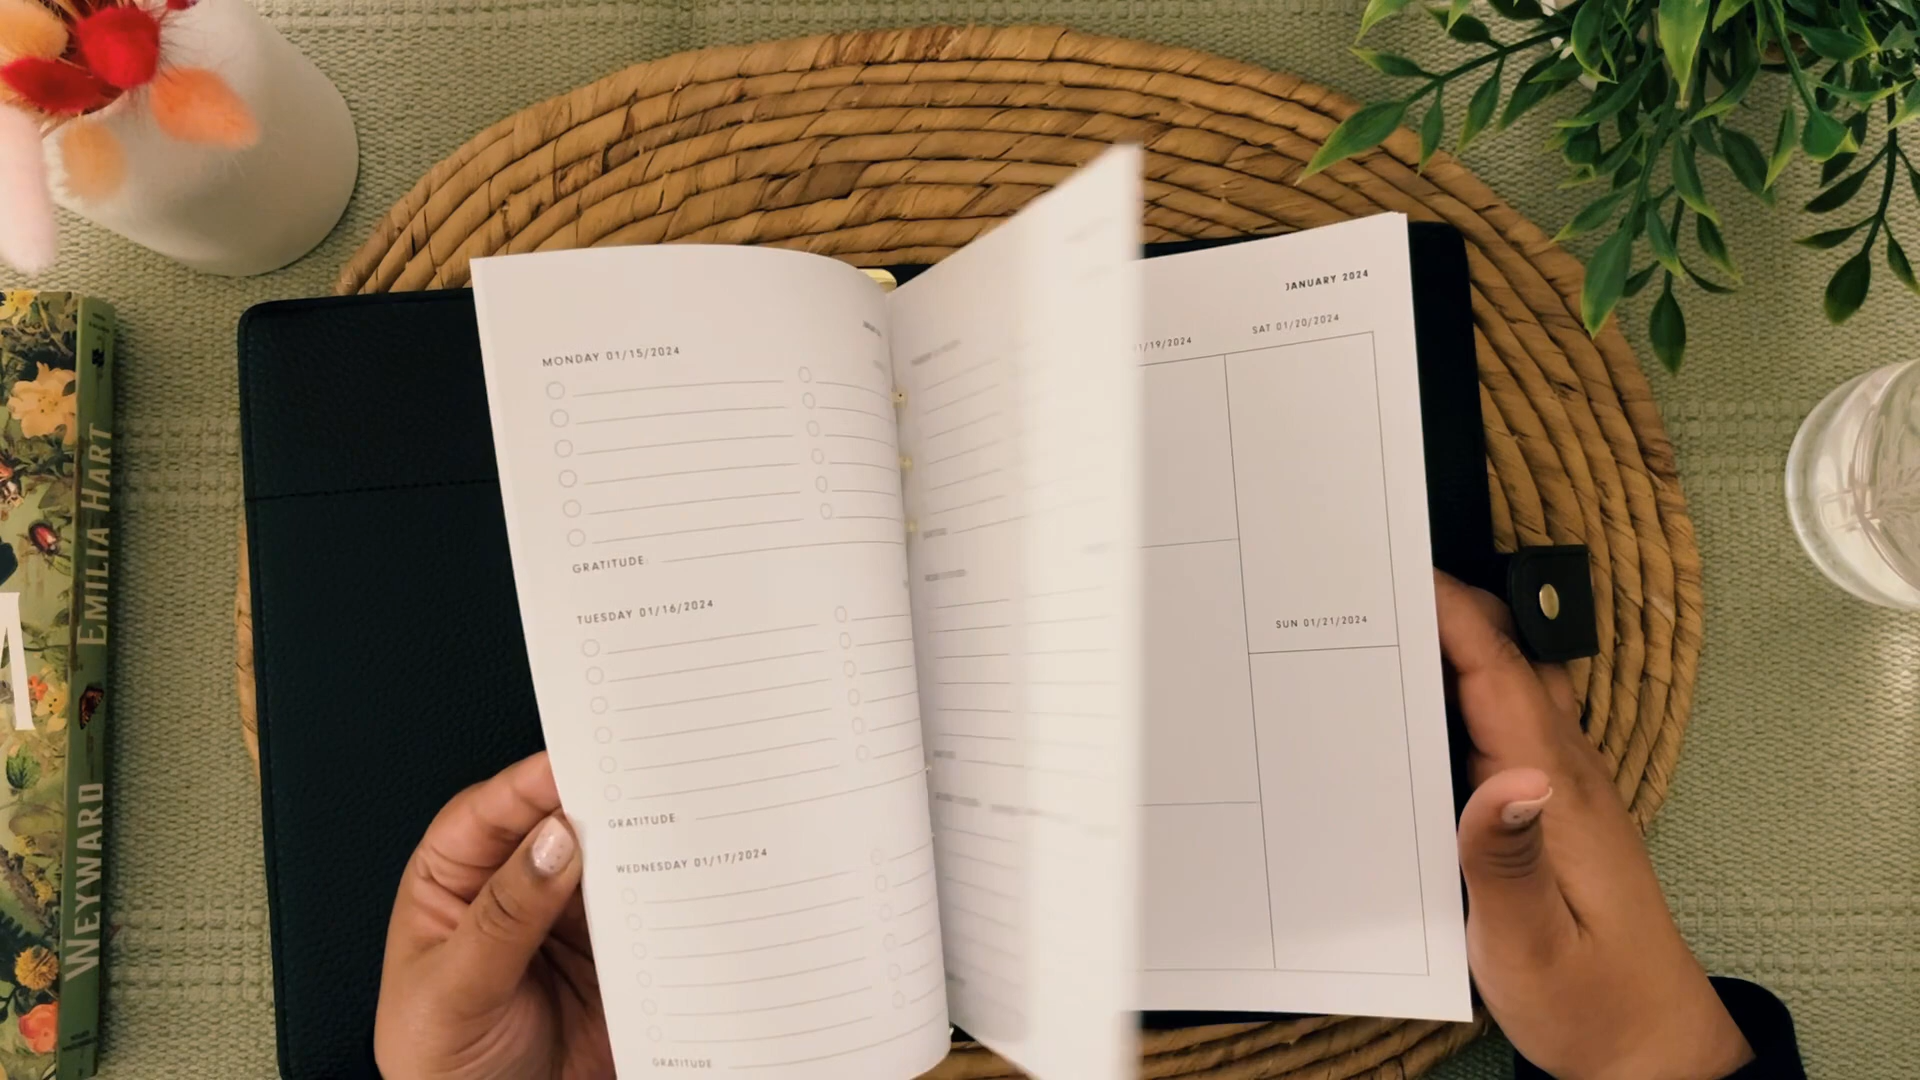 EMILIA HART
WEYWARD
MONDAY 01/15/2024
GRATITUDE:
TUESDAY 01/16/2024
GRATITUDE:
WEDNESDAY 01/17/2024
GRATITUDE
JANUARY 2024
1/19/2024
SAT 01/20/2024
SUN 01/21/2024